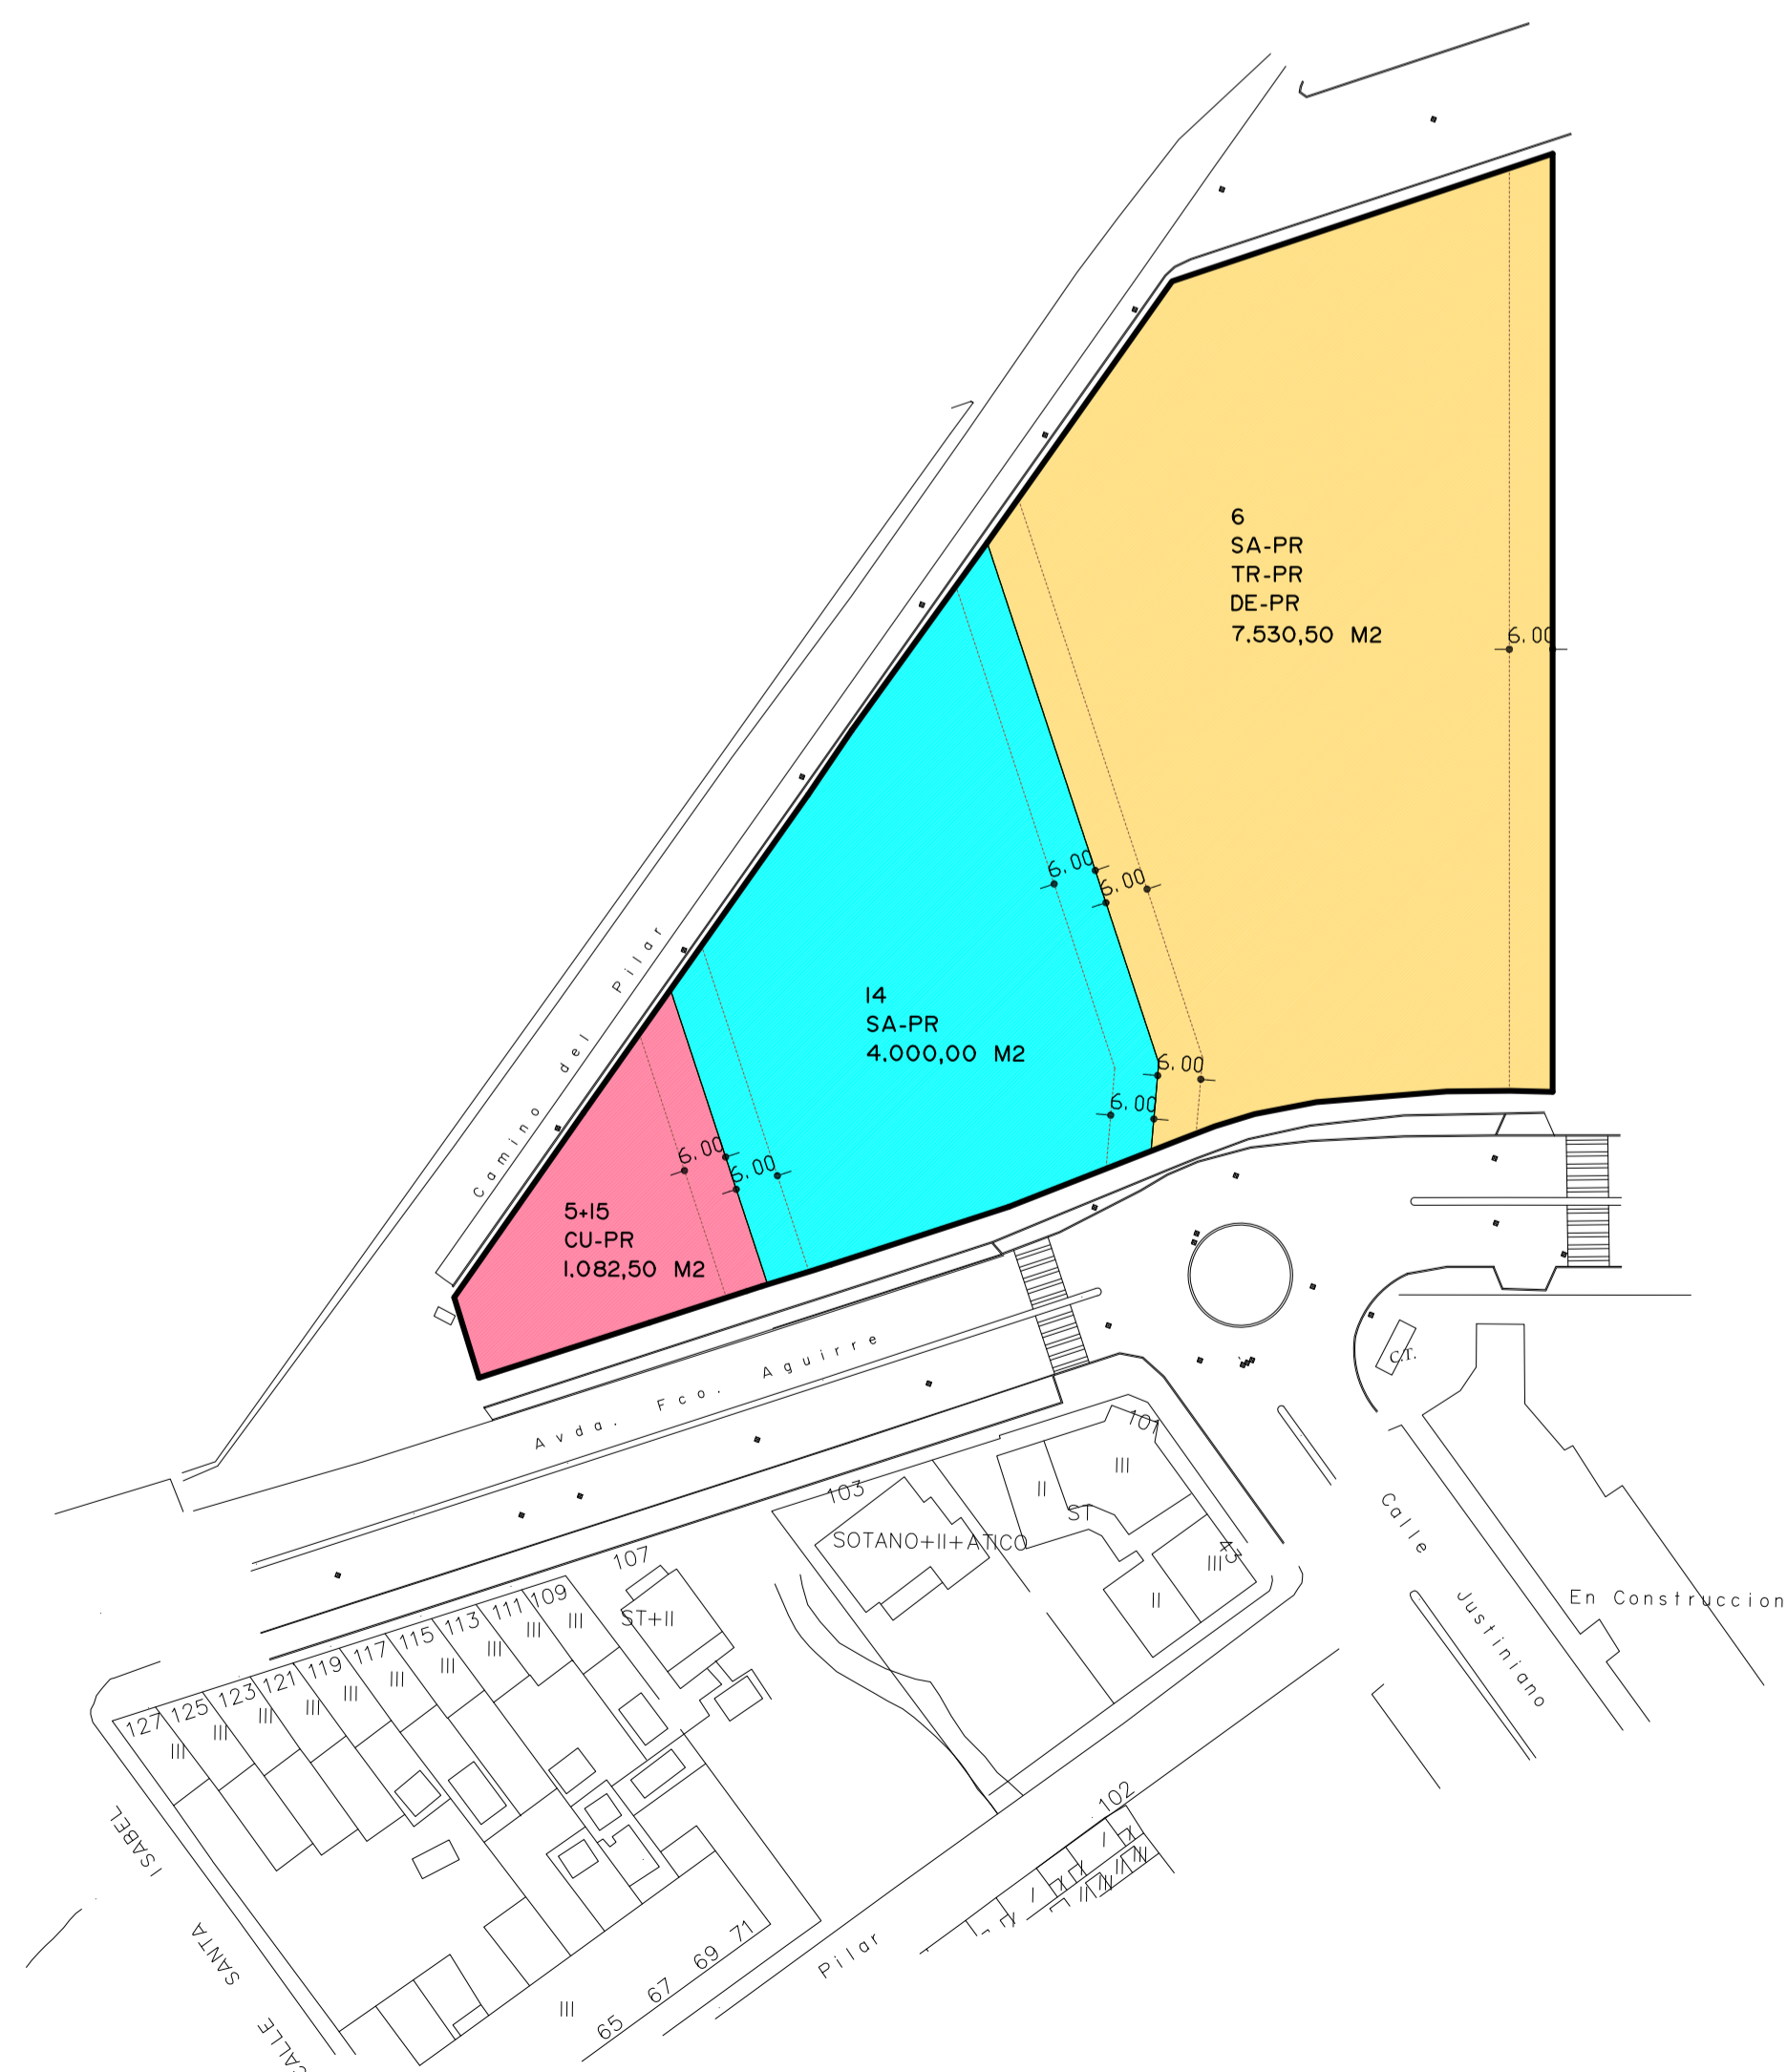 6
SA-PR
TR-PR
DE-PR
7.530,50 M2
6.00
6.00
6.00
14
SA-PR
4.000,00 M2
6.00
6.00
6.00
6.00
5+15
CU-PR
1.082,50 M2
Camino del Pilar
Avda. Fco. Aguirre
C.T.
101
III
II
ST
103
SOTANO+II+ATICO
43
III
II
Calle Justiniano
En Construccion
107
ST+II
109
III
111
III
113
III
115
III
117
III
119
III
121
III
123
III
125
III
127
III
CALLE SANTA ISABEL
102
Pilar
71
69
67
65
III